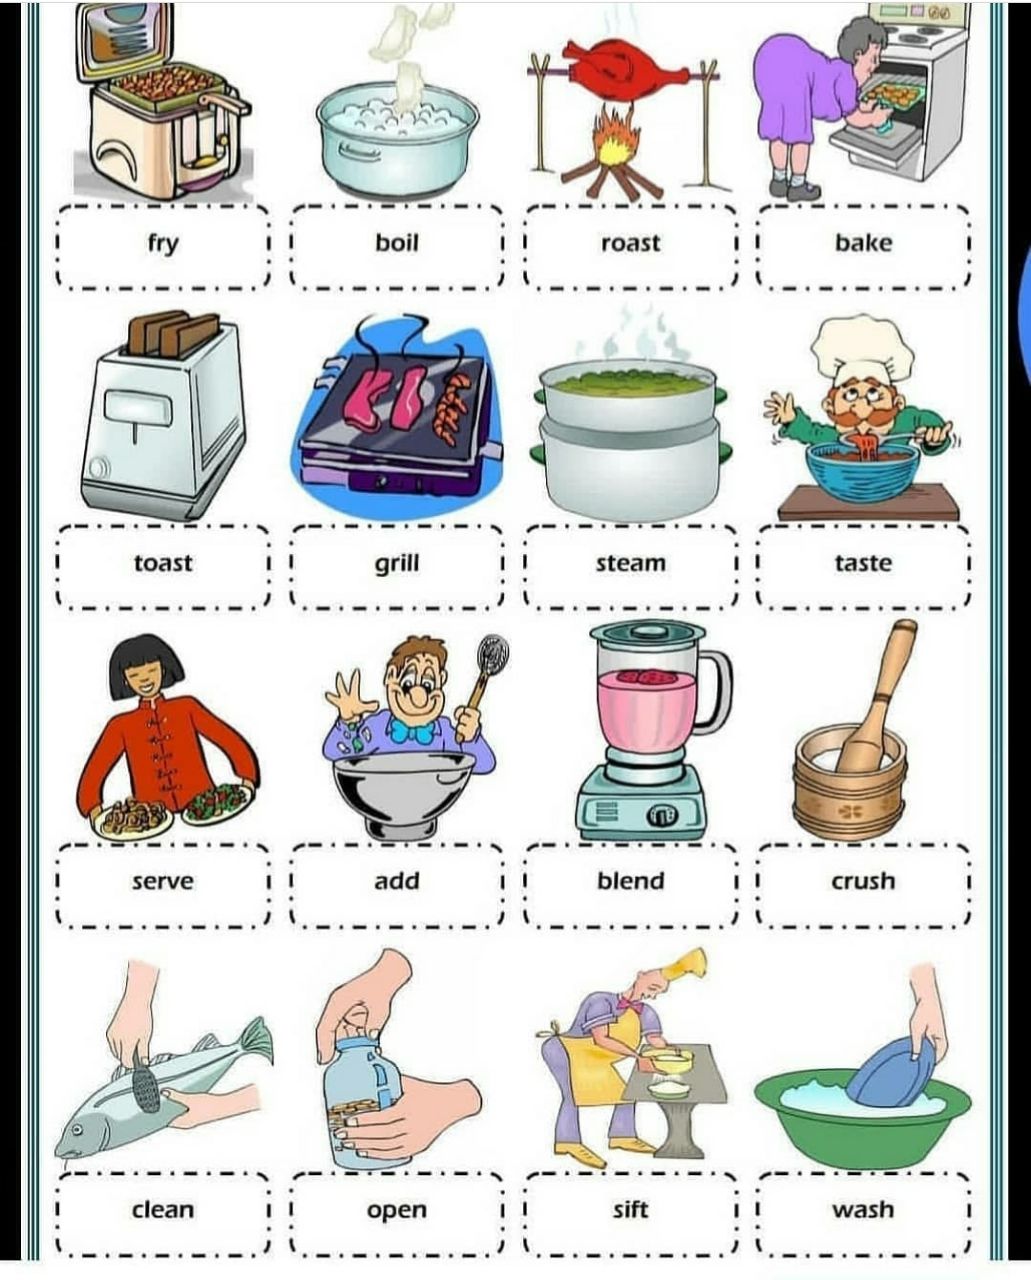 fry
boil
roast
bake
toast
grill
steam
taste
serve
add
blend
crush
clean
open
sift
wash